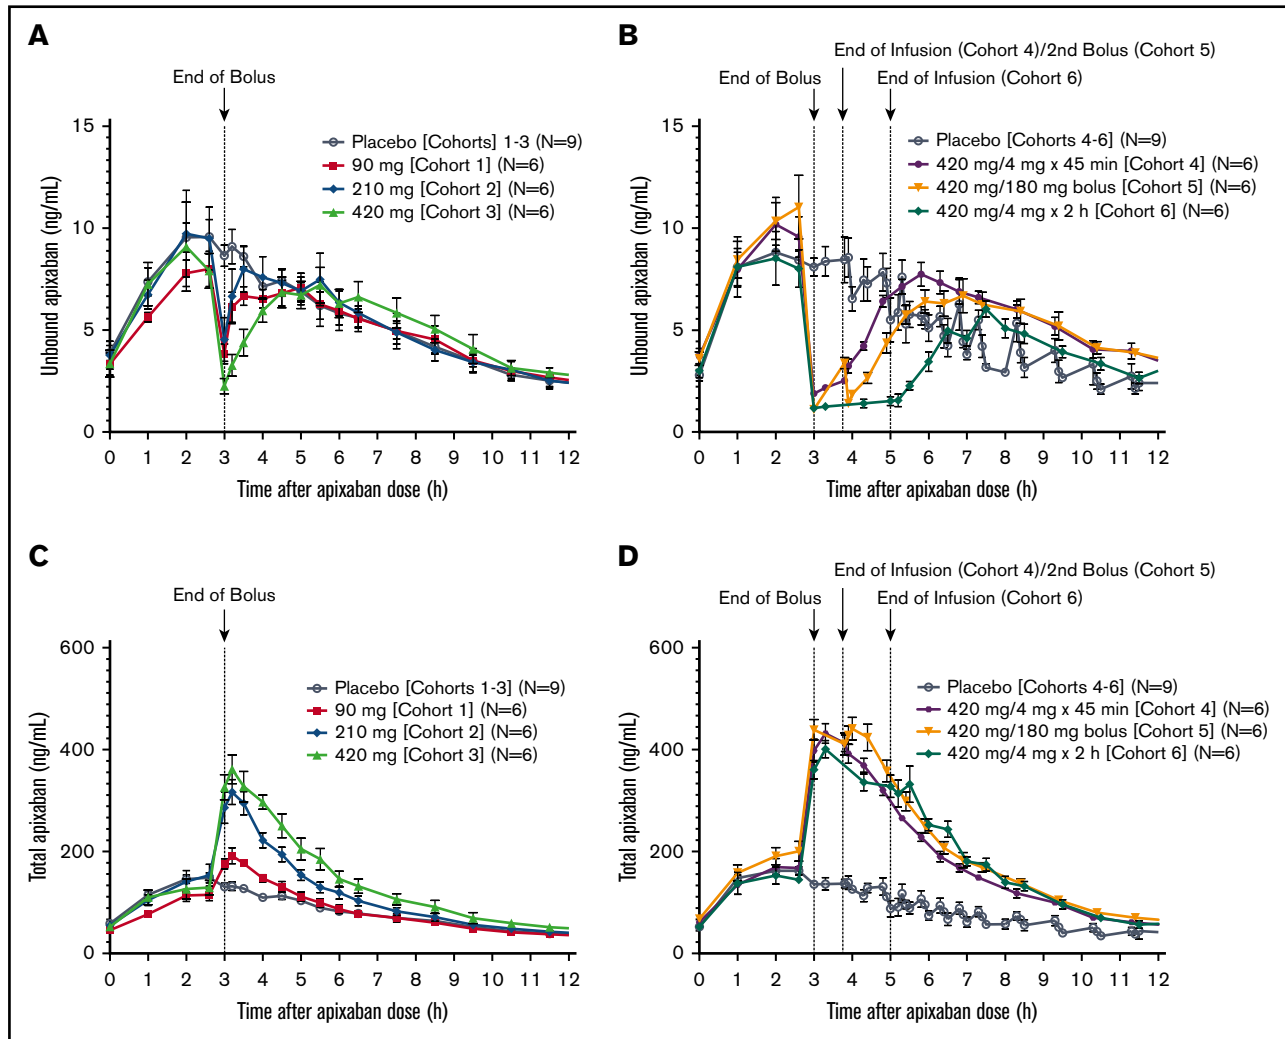 A
End of Bolus
Unbound apixaban (ng/mL)
15
10
5
0
Placebo [Cohorts] 1-3 (N=9)
90 mg [Cohort 1] (N=6)
210 mg [Cohort 2] (N=6)
420 mg [Cohort 3] (N=6)
0 1 2 3 4 5 6 7 8 9 10 11 12
Time after apixaban dose (h)
B
End of Infusion (Cohort 4)/2nd Bolus (Cohort 5)
End of Bolus
End of Infusion (Cohort 6)
Unbound apixaban (ng/mL)
15
10
5
0
Placebo [Cohorts 4-6] (N=9)
420 mg/4 mg x 45 min [Cohort 4] (N=6)
420 mg/180 mg bolus [Cohort 5] (N=6)
420 mg/4 mg x 2 h [Cohort 6] (N=6)
0 1 2 3 4 5 6 7 8 9 10 11 12
Time after apixaban dose (h)
C
End of Bolus
Total apixaban (ng/mL)
600
400
200
0
Placebo [Cohorts 1-3] (N=9)
90 mg [Cohort 1] (N=6)
210 mg [Cohort 2] (N=6)
420 mg [Cohort 3] (N=6)
0 1 2 3 4 5 6 7 8 9 10 11 12
Time after apixaban dose (h)
D
End of Infusion (Cohort 4)/2nd Bolus (Cohort 5)
End of Bolus
End of Infusion (Cohort 6)
Total apixaban (ng/mL)
600
400
200
0
Placebo [Cohorts 4-6] (N=9)
420 mg/4 mg x 45 min [Cohort 4] (N=6)
420 mg/180 mg bolus [Cohort 5] (N=6)
420 mg/4 mg x 2 h [Cohort 6] (N=6)
0 1 2 3 4 5 6 7 8 9 10 11 12
Time after apixaban dose (h)